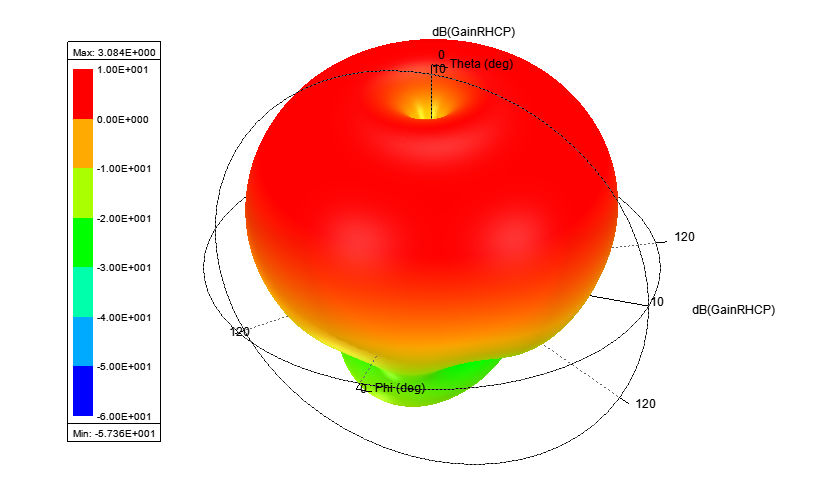 Max: 3.084E+000
1.00E+001
0.00E+000
-1.00E+001
-2.00E+001
-3.00E+001
-4.00E+001
-5.00E+001
-6.00E+001
Min: -5.736E+001
dB(GainRHCP)
0
Theta (deg)
10
120
10
dB(GainRHCP)
120
0
Phi (deg)
120